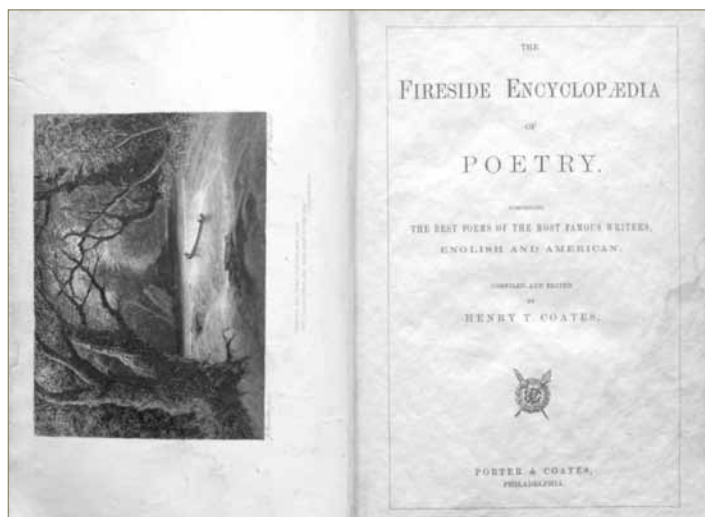 THE
FIRESIDE ENCYCLOPÆDIA
OF
POETRY.
COMPRISING
THE BEST POEMS OF THE MOST FAMOUS WRITERS,
ENGLISH AND AMERICAN.
COMPILED AND EDITED
BY
HENRY T. COATES.
PORTER & COATES,
PHILADELPHIA.